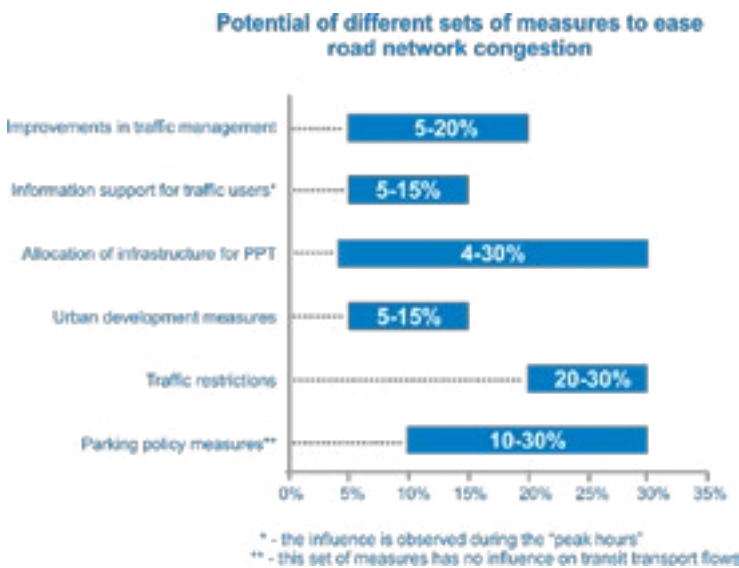 Potential of different sets of measures to ease
road network congestion
Improvements in traffic management
5-20%
Information support for traffic users*
5-15%
Allocation of infrastructure for PPT
4-30%
Urban development measures
5-15%
Traffic restrictions
20-30%
Parking policy measures**
10-30%
0% 5% 10% 15% 20% 25% 30% 35%
* - the influence is observed during the "peak hours"
** - this set of measures has no influence on transit transport flows